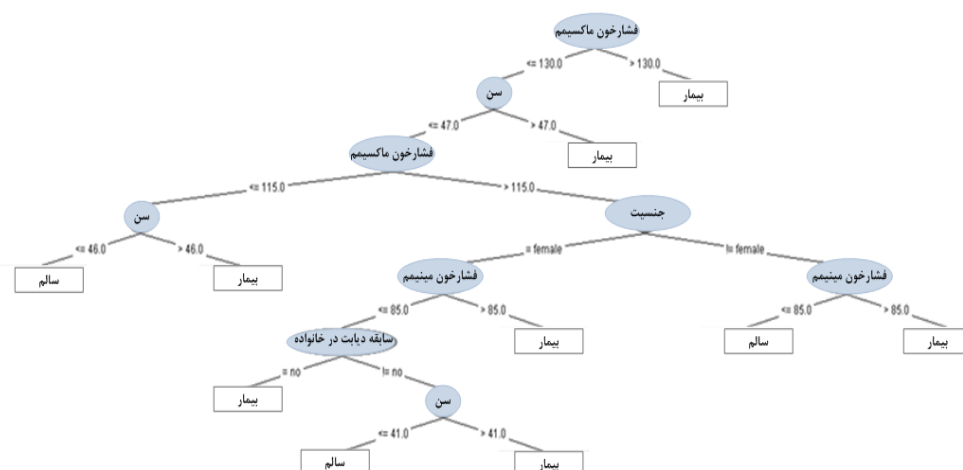 فشارخون ماکسیمم
<= 130.0
> 130.0
سن
بیمار
<= 47.0
> 47.0
فشارخون ماکسیمم
بیمار
<= 115.0
> 115.0
سن
جنسیت
<= 46.0
> 46.0
= female
!= female
سالم
بیمار
فشارخون مینیمم
فشارخون مینیمم
<= 85.0
> 85.0
<= 85.0
> 85.0
سابقه دیابت در خانواده
بیمار
سالم
بیمار
= no
!= no
بیمار
سن
<= 41.0
> 41.0
سالم
بیمار